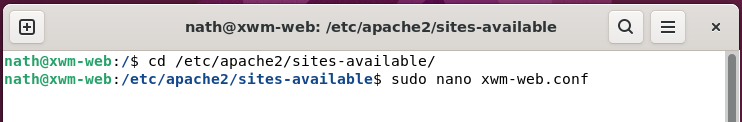 nath@xwm-web: /etc/apache2/sites-available
nath@xwm-web:/$ cd /etc/apache2/sites-available/
nath@xwm-web:/etc/apache2/sites-available$ sudo nano xwm-web.conf